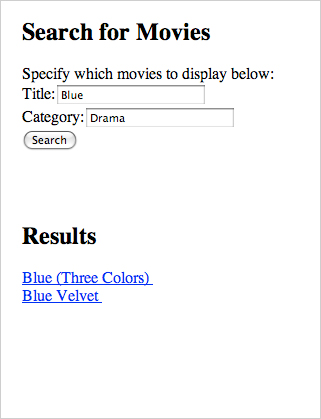 Search for Movies
Specify which movies to display below:
Title: Blue
Category: Drama
Search
Results
Blue (Three Colors)
Blue Velvet